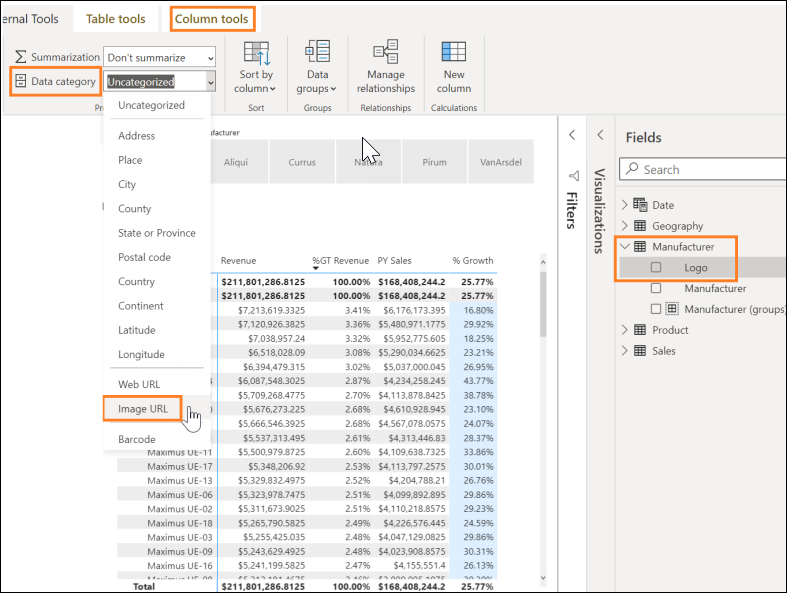 ernal Tools Table tools Column tools
Summarization Don't summarize
Data category Uncategorized
Sort by column
Data groups
Manage relationships
New column
Sort Groups Relationships Calculations
Uncategorized
Address
Place
City
County
State or Province
Postal code
Country
Continent
Latitude
Longitude
Web URL
Image URL
Barcode
Aliqui Currus Natura Pirum VanArsdel
Revenue %GT Revenue PY Sales % Growth
$211,801,286.8125 100.00% $168,408,244.2 25.77%
$211,801,286.8125 100.00% $168,408,244.2 25.77%
$7,213,619.3325 3.41% $6,176,173.395 16.80%
$7,120,926.3825 3.36% $5,480,971.1775 29.92%
$7,038,957.24 3.32% $5,952,775.605 18.25%
$6,518,028.09 3.08% $5,290,034.6625 23.21%
$6,394,479.315 3.02% $5,037,000.045 26.95%
$6,087,548.3025 2.87% $4,234,258.245 43.77%
$5,709,268.4775 2.70% $4,113,878.8425 38.78%
$5,676,273.225 2.68% $4,610,928.945 23.10%
$5,666,546.3925 2.68% $4,567,078.0575 24.07%
$5,537,313.495 2.61% $4,313,446.83 28.37%
Maximus UE-11 $5,500,979.8725 2.60% $4,109,638.7325 33.86%
Maximus UE-17 $5,348,206.92 2.53% $4,113,797.2575 30.01%
Maximus UE-13 $5,329,832.4975 2.52% $4,204,788.21 26.76%
Maximus UE-06 $5,323,978.7475 2.51% $4,099,892.895 29.86%
Maximus UE-02 $5,311,673.9025 2.51% $4,110,218.8575 29.23%
Maximus UE-18 $5,265,790.5825 2.49% $4,226,576.445 24.59%
Maximus UE-03 $5,255,425.035 2.48% $4,047,129.0825 29.86%
Maximus UE-09 $5,243,629.4925 2.48% $4,023,908.8575 30.31%
Maximus UE-16 $5,241,199.5825 2.47% $4,155,551.4 26.13%
Total $211,801,286.8125 100.00% $168,408,244.2 25.77%
Filters
Visualizations
Fields
Search
Date
Geography
Manufacturer
Logo
Manufacturer
Manufacturer (groups)
Product
Sales